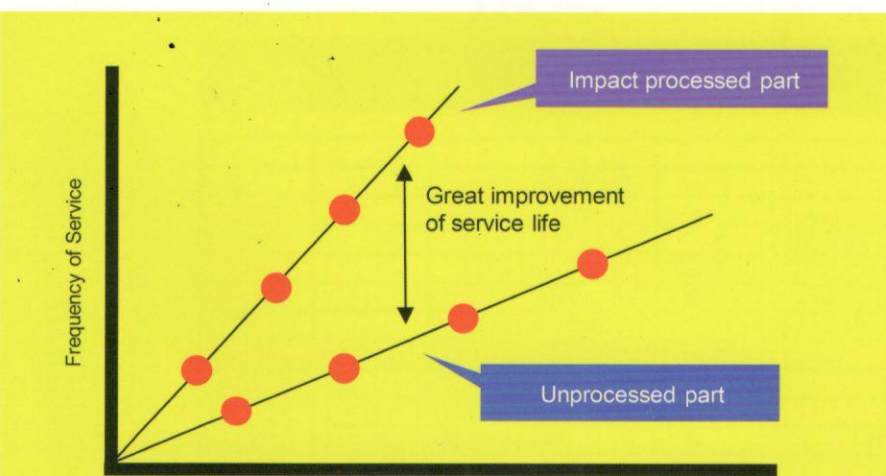 Impact processed part
Great improvement
of service life
Frequency of Service
Unprocessed part